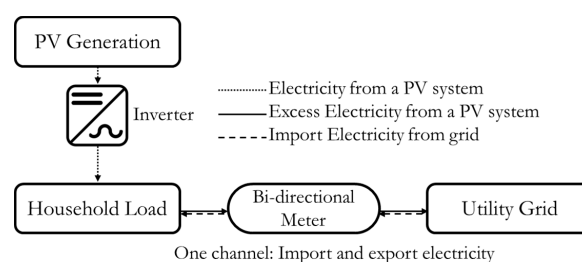 PV Generation
Inverter
Electricity from a PV system
Excess Electricity from a PV system
Import Electricity from grid
Household Load
Bi-directional
Meter
Utility Grid
One channel: Import and export electricity